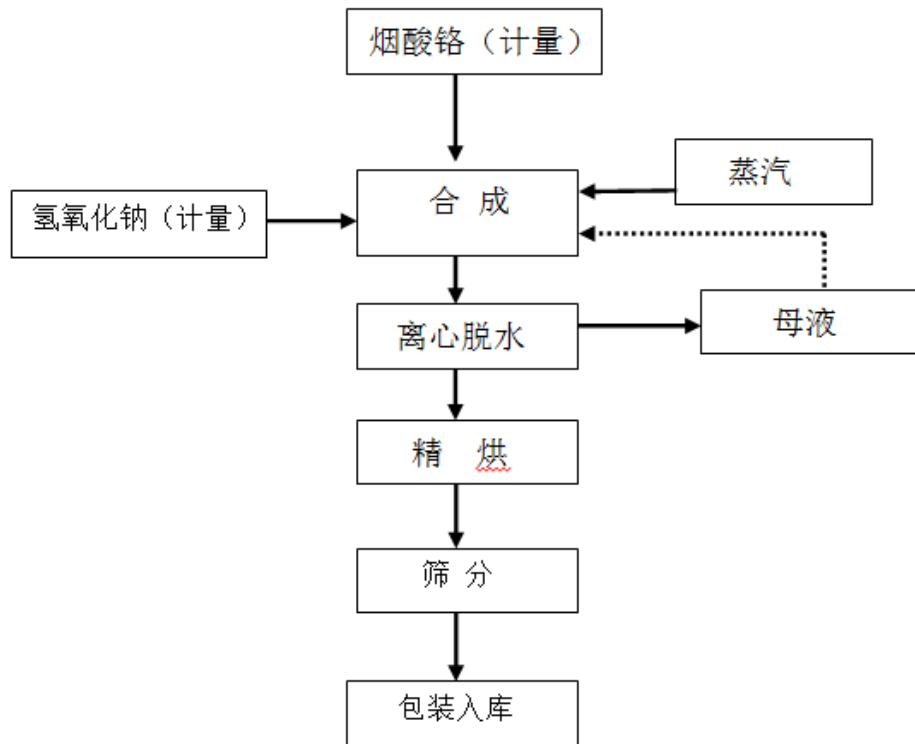 烟酸铬（计量）
合 成
蒸汽
氢氧化钠（计量）
离心脱水
母液
精 烘
筛 分
包装入库